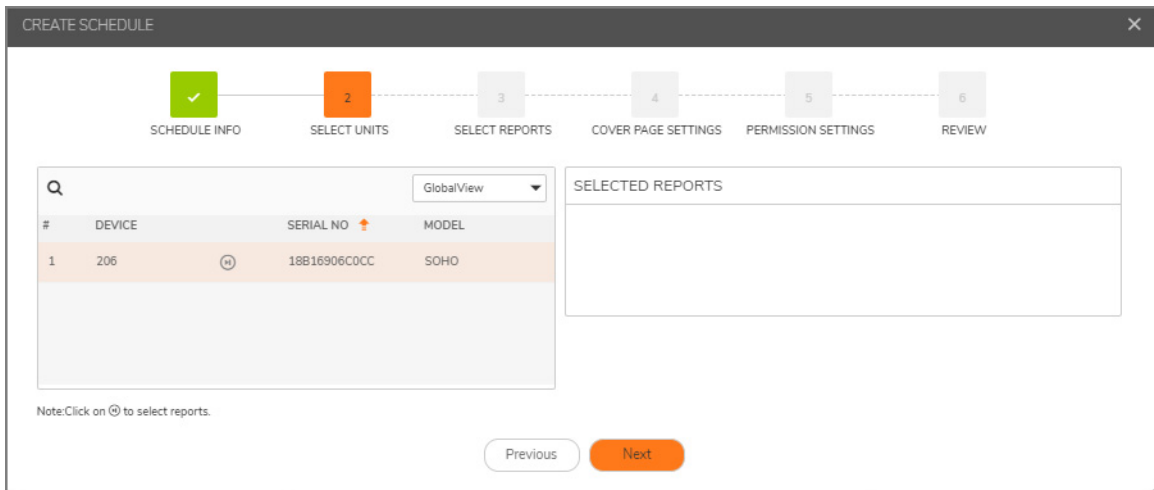 CREATE SCHEDULE
2
3
4
5
6
SCHEDULE INFO
SELECT UNITS
SELECT REPORTS
COVER PAGE SETTINGS
PERMISSION SETTINGS
REVIEW
GlobalView
SELECTED REPORTS
# DEVICE SERIAL NO MODEL
1 206 18B16906C0CC SOHO
Note:Click on to select reports.
Previous
Next